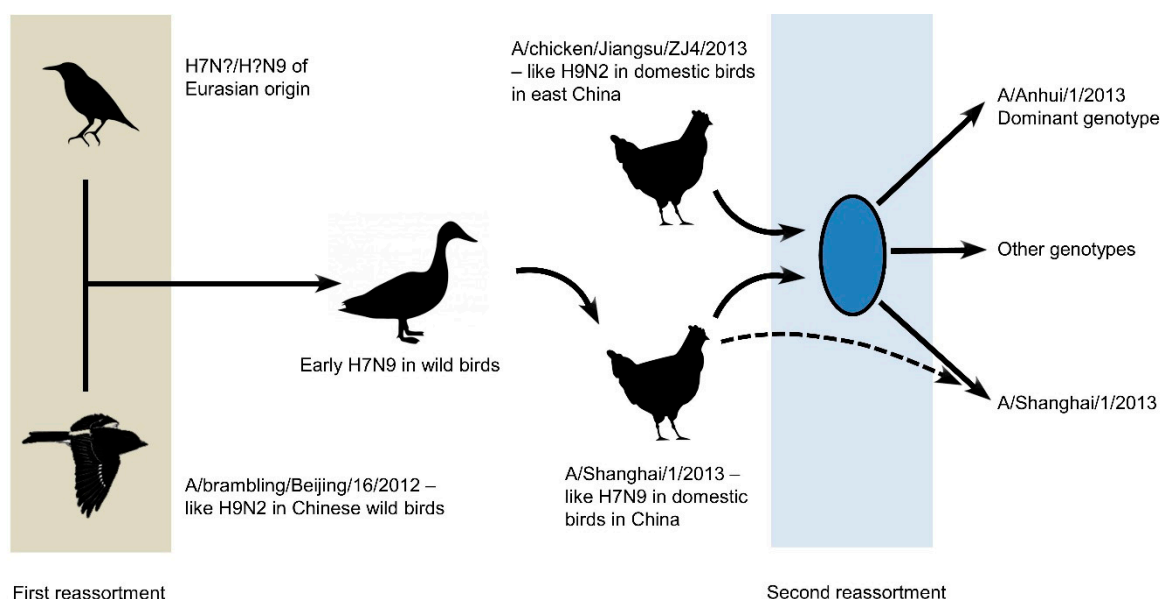 H7N?/H?N9 of
Eurasian origin
A/chicken/Jiangsu/ZJ4/2013
– like H9N2 in domestic birds
in east China
A/Anhui/1/2013
Dominant genotype
Other genotypes
Early H7N9 in wild birds
A/Shanghai/1/2013
A/brambling/Beijing/16/2012 –
like H9N2 in Chinese wild birds
A/Shanghai/1/2013 –
like H7N9 in domestic
birds in China
First reassortment
Second reassortment